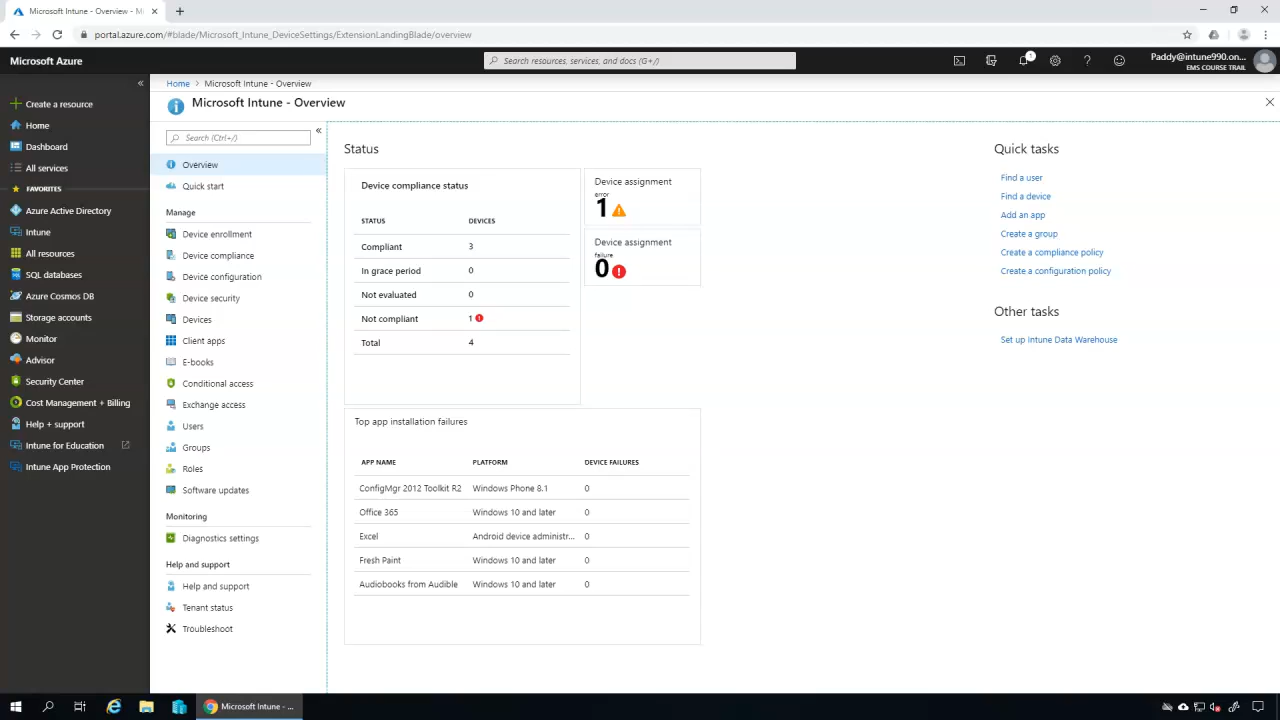 Microsoft Intune - Overview - Mi
portal.azure.com/#blade/Microsoft_Intune_DeviceSettings/ExtensionLandingBlade/overview
Microsoft Azure
Search resources, services, and docs (G+/)
1
Paddy@intune990.on...
EMS COURSE TRAIL
Home > Microsoft Intune - Overview
Microsoft Intune - Overview
Create a resource
Home
Dashboard
All services
FAVORITES
Azure Active Directory
Intune
All resources
SQL databases
Azure Cosmos DB
Storage accounts
Monitor
Advisor
Security Center
Cost Management + Billing
Help + support
Intune for Education
Intune App Protection
Search (Ctrl+/)
Overview
Quick start
Manage
Device enrollment
Device compliance
Device configuration
Device security
Devices
Client apps
E-books
Conditional access
Exchange access
Users
Groups
Roles
Software updates
Monitoring
Diagnostics settings
Help and support
Help and support
Tenant status
Troubleshoot
Status
Device compliance status
STATUS DEVICES
Compliant 3
In grace period 0
Not evaluated 0
Not compliant 1
Total 4
Device assignment
error
1
Device assignment
failure
0
Top app installation failures
APP NAME PLATFORM DEVICE FAILURES
ConfigMgr 2012 Toolkit R2 Windows Phone 8.1 0
Office 365 Windows 10 and later 0
Excel Android device administr... 0
Fresh Paint Windows 10 and later 0
Audiobooks from Audible Windows 10 and later 0
Quick tasks
Find a user
Find a device
Add an app
Create a group
Create a compliance policy
Create a configuration policy
Other tasks
Set up Intune Data Warehouse
Microsoft Intune - ...